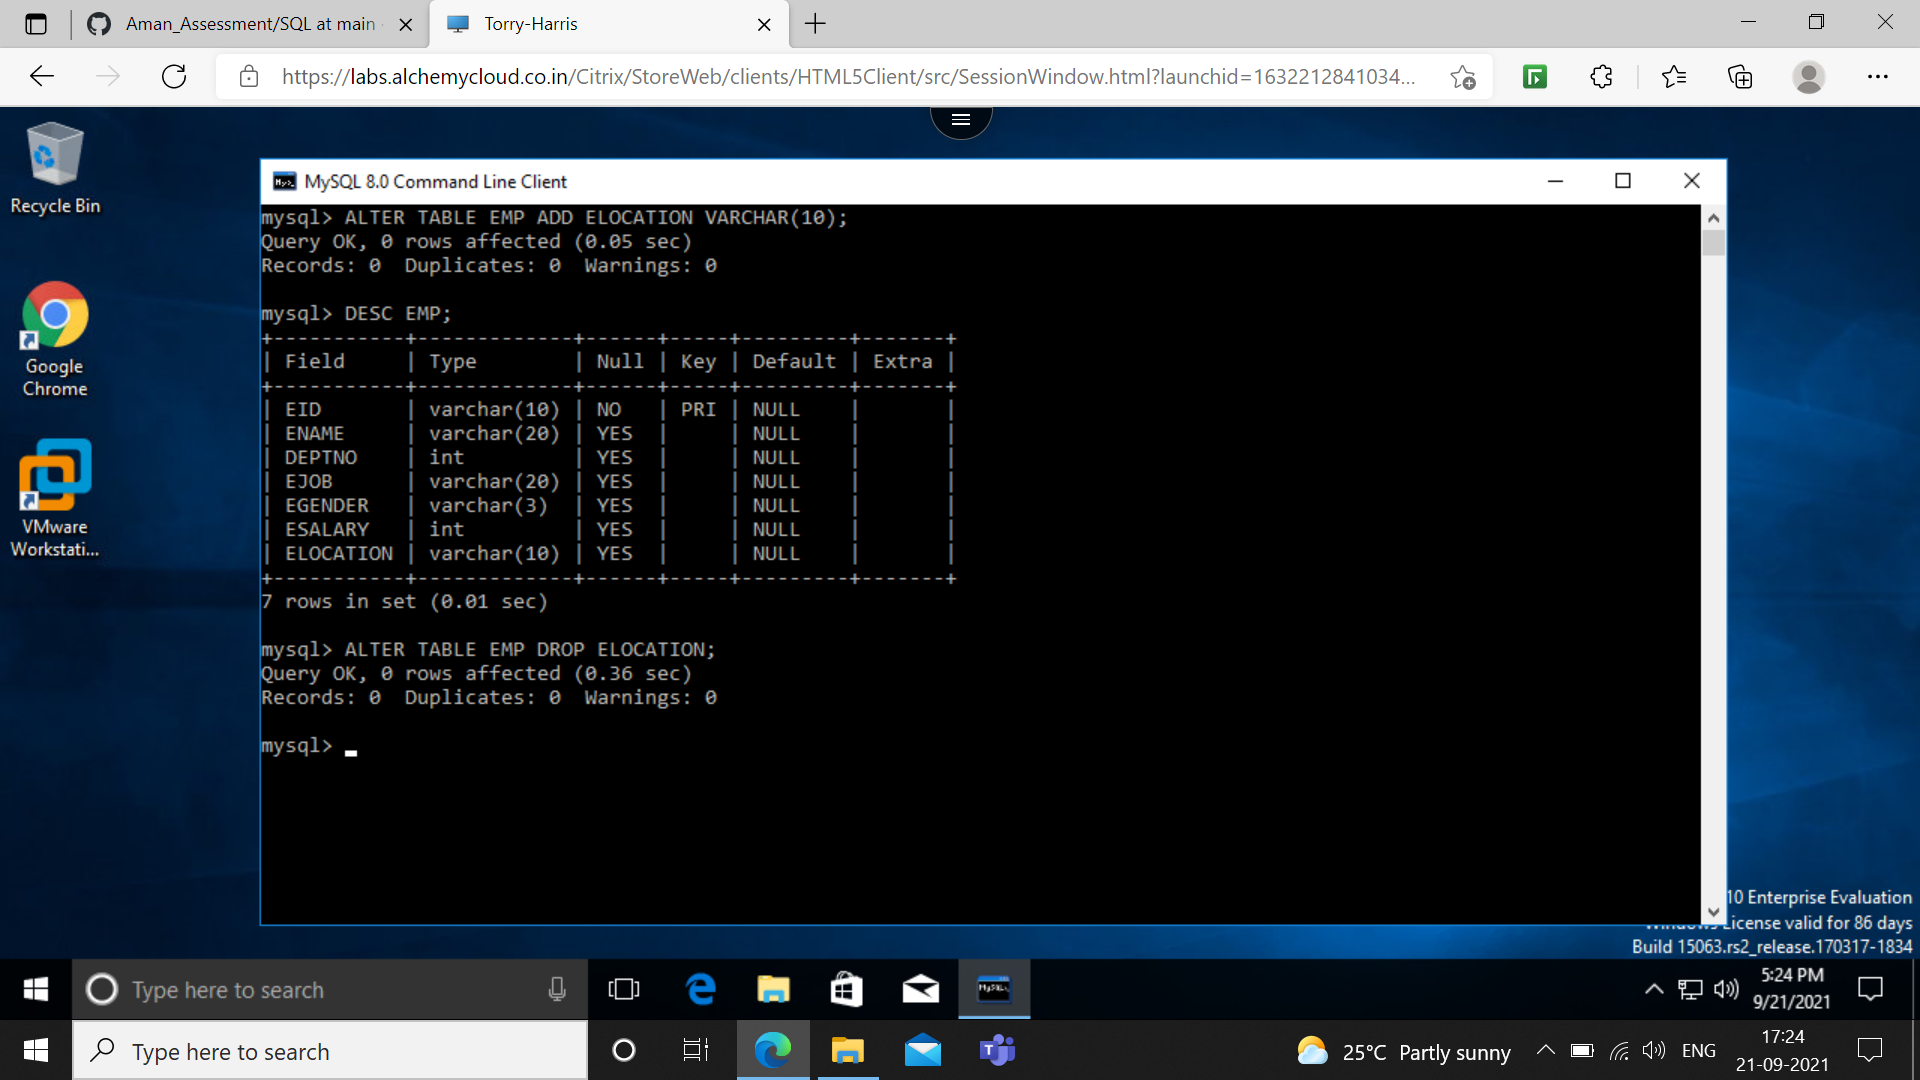 Aman_Assessment/SQL at main
Torry-Harris
https://labs.alchemycloud.co.in/Citrix/StoreWeb/clients/HTML5Client/src/SessionWindow.html?launchid=1632212841034...
Recycle Bin
Google
Chrome
VMware
Workstati...
MySQL 8.0 Command Line Client
mysql> ALTER TABLE EMP ADD ELOCATION VARCHAR(10);
Query OK, 0 rows affected (0.05 sec)
Records: 0  Duplicates: 0  Warnings: 0
mysql> DESC EMP;
+-----------+-------------+------+-----+---------+-------+
| Field     | Type        | Null | Key | Default | Extra |
+-----------+-------------+------+-----+---------+-------+
| EID       | varchar(10) | NO   | PRI | NULL    |       |
| ENAME     | varchar(20) | YES  |     | NULL    |       |
| DEPTNO    | int         | YES  |     | NULL    |       |
| EJOB      | varchar(20) | YES  |     | NULL    |       |
| EGENDER   | varchar(3)  | YES  |     | NULL    |       |
| ESALARY   | int         | YES  |     | NULL    |       |
| ELOCATION | varchar(10) | YES  |     | NULL    |       |
+-----------+-------------+------+-----+---------+-------+
7 rows in set (0.01 sec)
mysql> ALTER TABLE EMP DROP ELOCATION;
Query OK, 0 rows affected (0.36 sec)
Records: 0  Duplicates: 0  Warnings: 0
mysql>
10 Enterprise Evaluation
Windows License valid for 86 days
Build 15063.rs2_release.170317-1834
Type here to search
5:24 PM
9/21/2021
Type here to search
25°C Partly sunny
ENG
17:24
21-09-2021